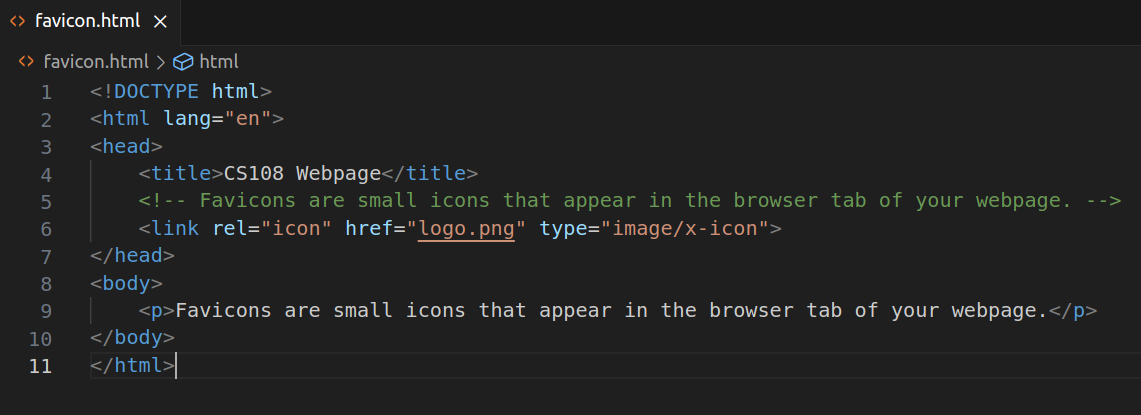 favicon.html
favicon.html > html
1 <!DOCTYPE html>
2 <html lang="en">
3 <head>
4     <title>CS108 Webpage</title>
5     <!-- Favicons are small icons that appear in the browser tab of your webpage. -->
6     <link rel="icon" href="logo.png" type="image/x-icon">
7 </head>
8 <body>
9     <p>Favicons are small icons that appear in the browser tab of your webpage.</p>
10 </body>
11 </html>